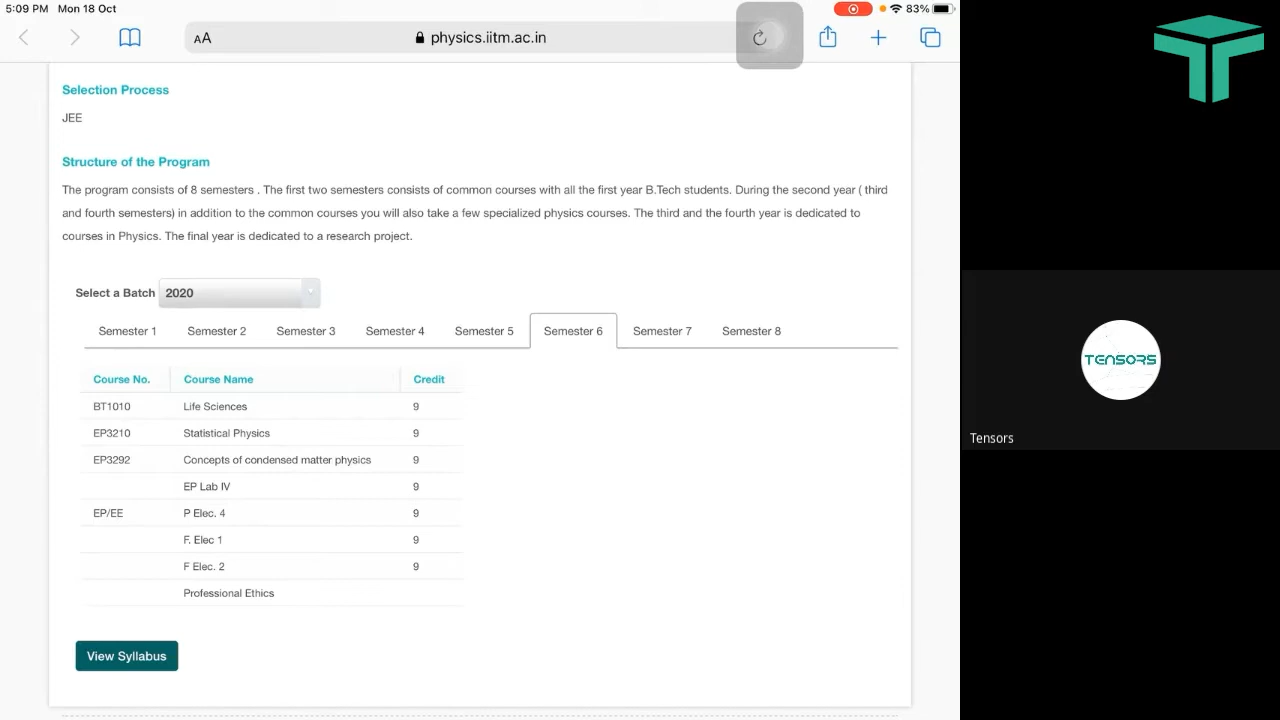 5:09 PM Mon 18 Oct
83%
AA
physics.iitm.ac.in
Selection Process
JEE
Structure of the Program
The program consists of 8 semesters . The first two semesters consists of common courses with all the first year B.Tech students. During the second year ( third
and fourth semesters) in addition to the common courses you will also take a few specialized physics courses. The third and the fourth year is dedicated to
courses in Physics. The final year is dedicated to a research project.
Select a Batch 2020
Semester 1 Semester 2 Semester 3 Semester 4 Semester 5 Semester 6 Semester 7 Semester 8
Course No. Course Name Credit
BT1010 Life Sciences 9
EP3210 Statistical Physics 9
EP3292 Concepts of condensed matter physics 9
EP Lab IV 9
EP/EE P Elec. 4 9
F. Elec 1 9
F Elec. 2 9
Professional Ethics
View Syllabus
TENSORS
Tensors